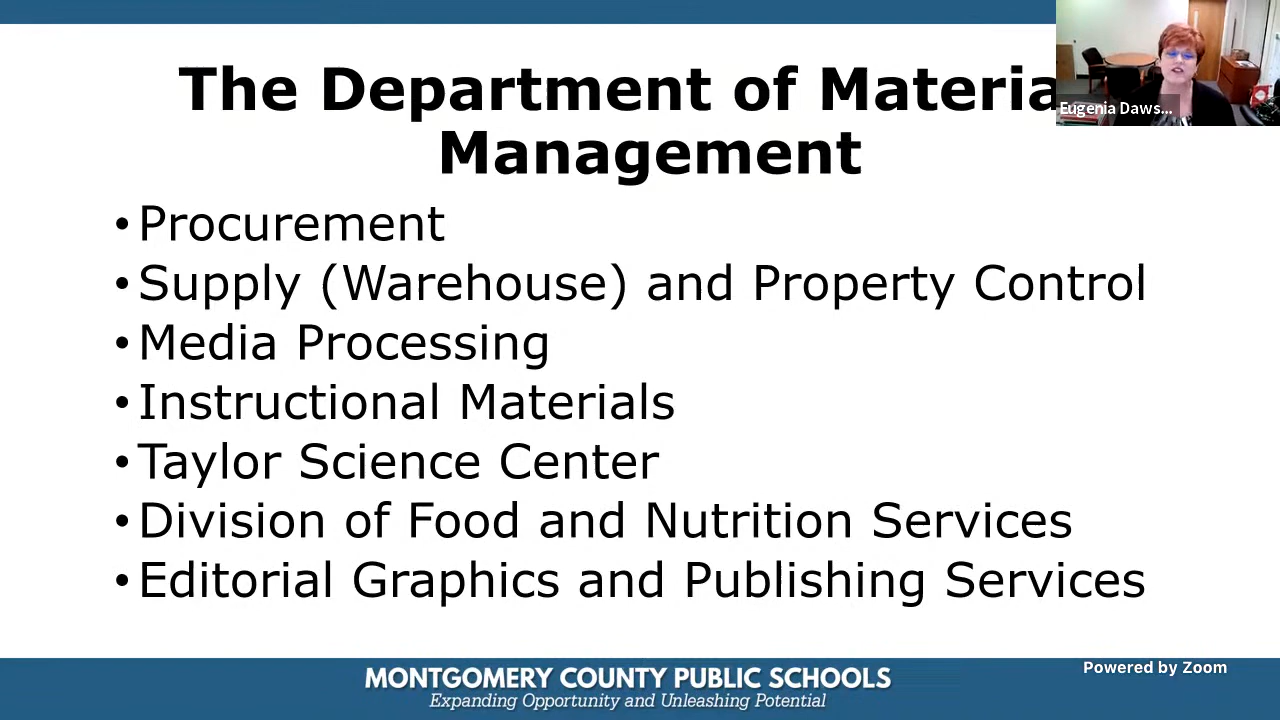 The Department of Materia
Management
Eugenia Daws...
• Procurement
• Supply (Warehouse) and Property Control
• Media Processing
• Instructional Materials
• Taylor Science Center
• Division of Food and Nutrition Services
• Editorial Graphics and Publishing Services
MONTGOMERY COUNTY PUBLIC SCHOOLS
Expanding Opportunity and Unleashing Potential
Powered by Zoom